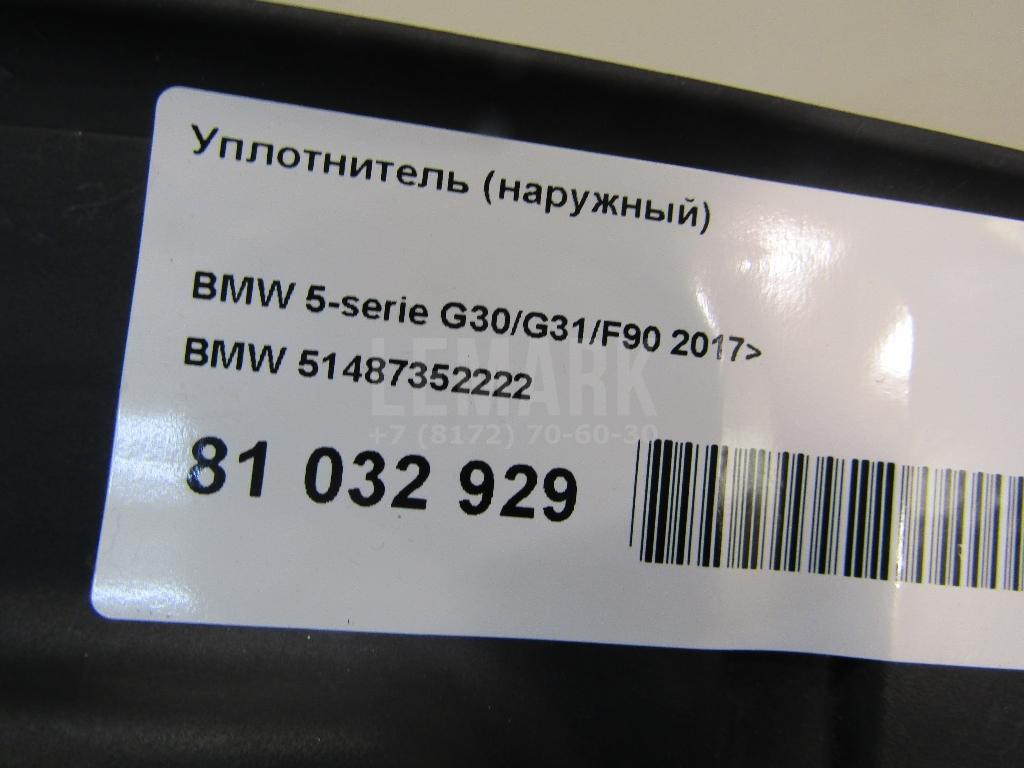 Уплотнитель (наружный)
BMW 5-serie G30/G31/F90 2017>
BMW 51487352222
LEMARK
+7 (8172) 70-60-30
81 032 929